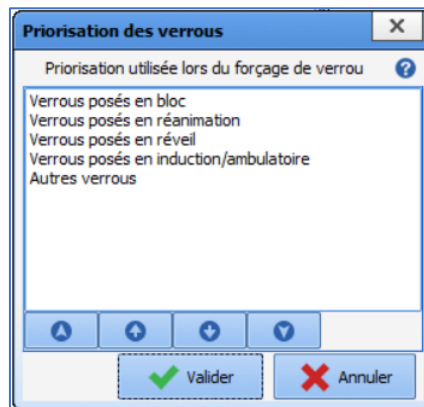 Priorisation des verrous
Priorisation utilisée lors du forçage de verrou
Verrous posés en bloc
Verrous posés en réanimation
Verrous posés en réveil
Verrous posés en induction/ambulatoire
Autres verrous
Valider
Annuler